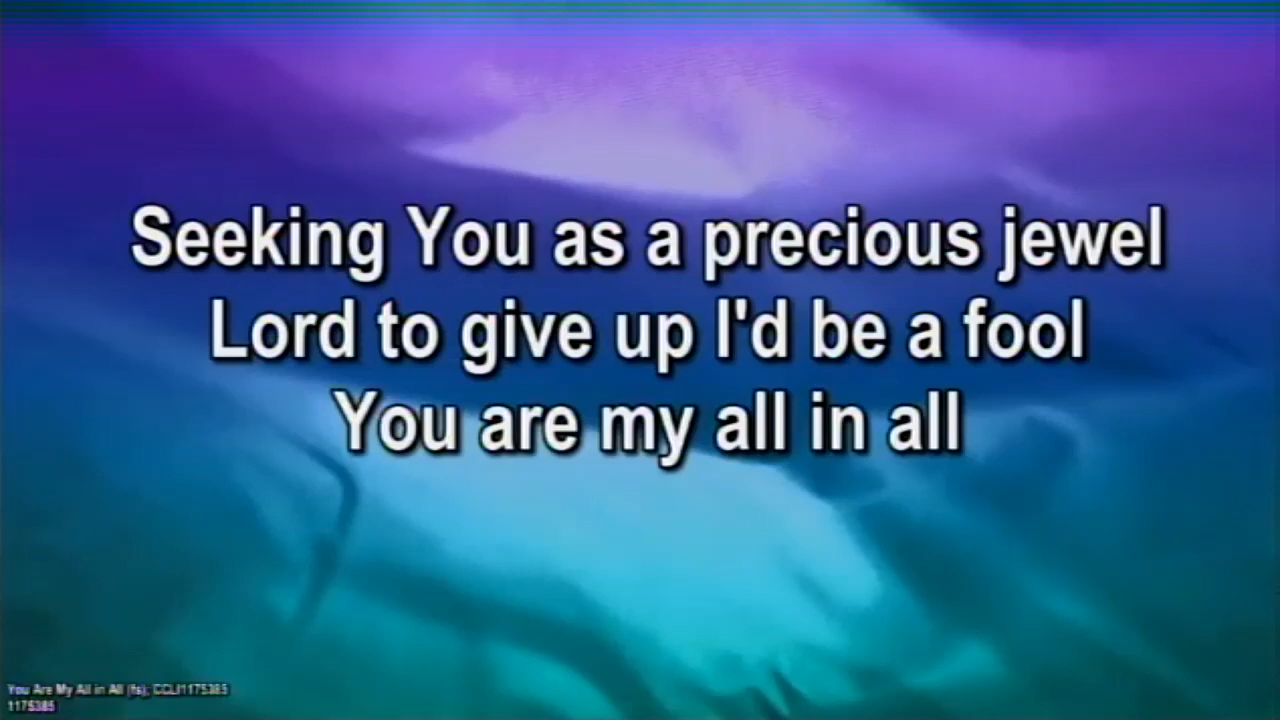 Seeking You as a precious jewel
Lord to give up I'd be a fool
You are my all in all
You Are My All in All (fs); CCLI1175385
1175385